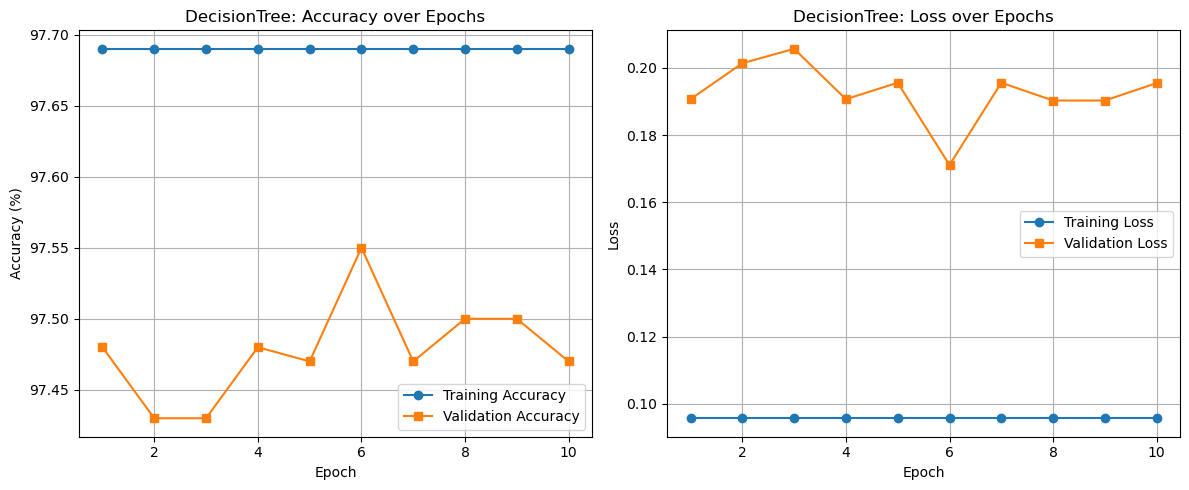 DecisionTree: Accuracy over Epochs
97.70
97.65
97.60
97.55
97.50
97.45
Accuracy (%)
2
4
6
8
10
Epoch
Training Accuracy
Validation Accuracy
DecisionTree: Loss over Epochs
0.20
0.18
0.16
0.14
0.12
0.10
Loss
2
4
6
8
10
Epoch
Training Loss
Validation Loss